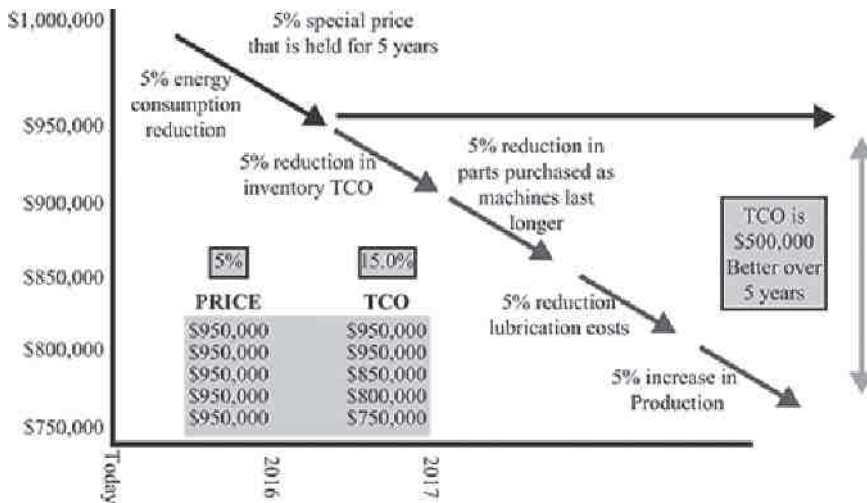 $1,000,000
$950,000
$900,000
$850,000
$800,000
$750,000
5% special price
that is held for 5 years
5% energy
consumption
reduction
5% reduction in
inventory TCO
5% reduction in
parts purchased as
machines last
longer
5% reduction
lubrication costs
5% increase in
Production
TCO is
$500,000
Better over
5 years
5% 15.0%
PRICE TCO
$950,000 $950,000
$950,000 $950,000
$950,000 $850,000
$950,000 $800,000
$950,000 $750,000
Today
2016
2017